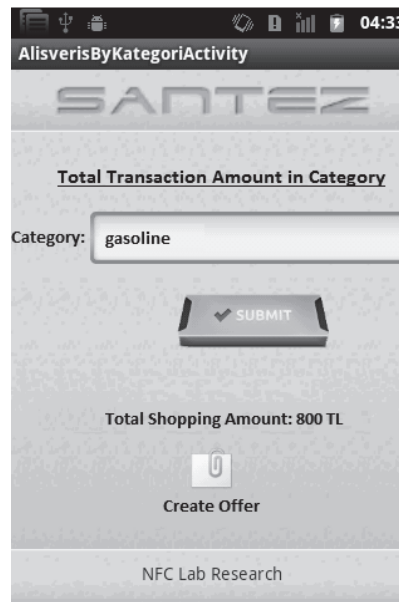 04:33
AlisverisByKategoriActivity
SANTEZ
Total Transaction Amount in Category
Category: gasoline
SUBMIT
Total Shopping Amount: 800 TL
Create Offer
NFC Lab Research